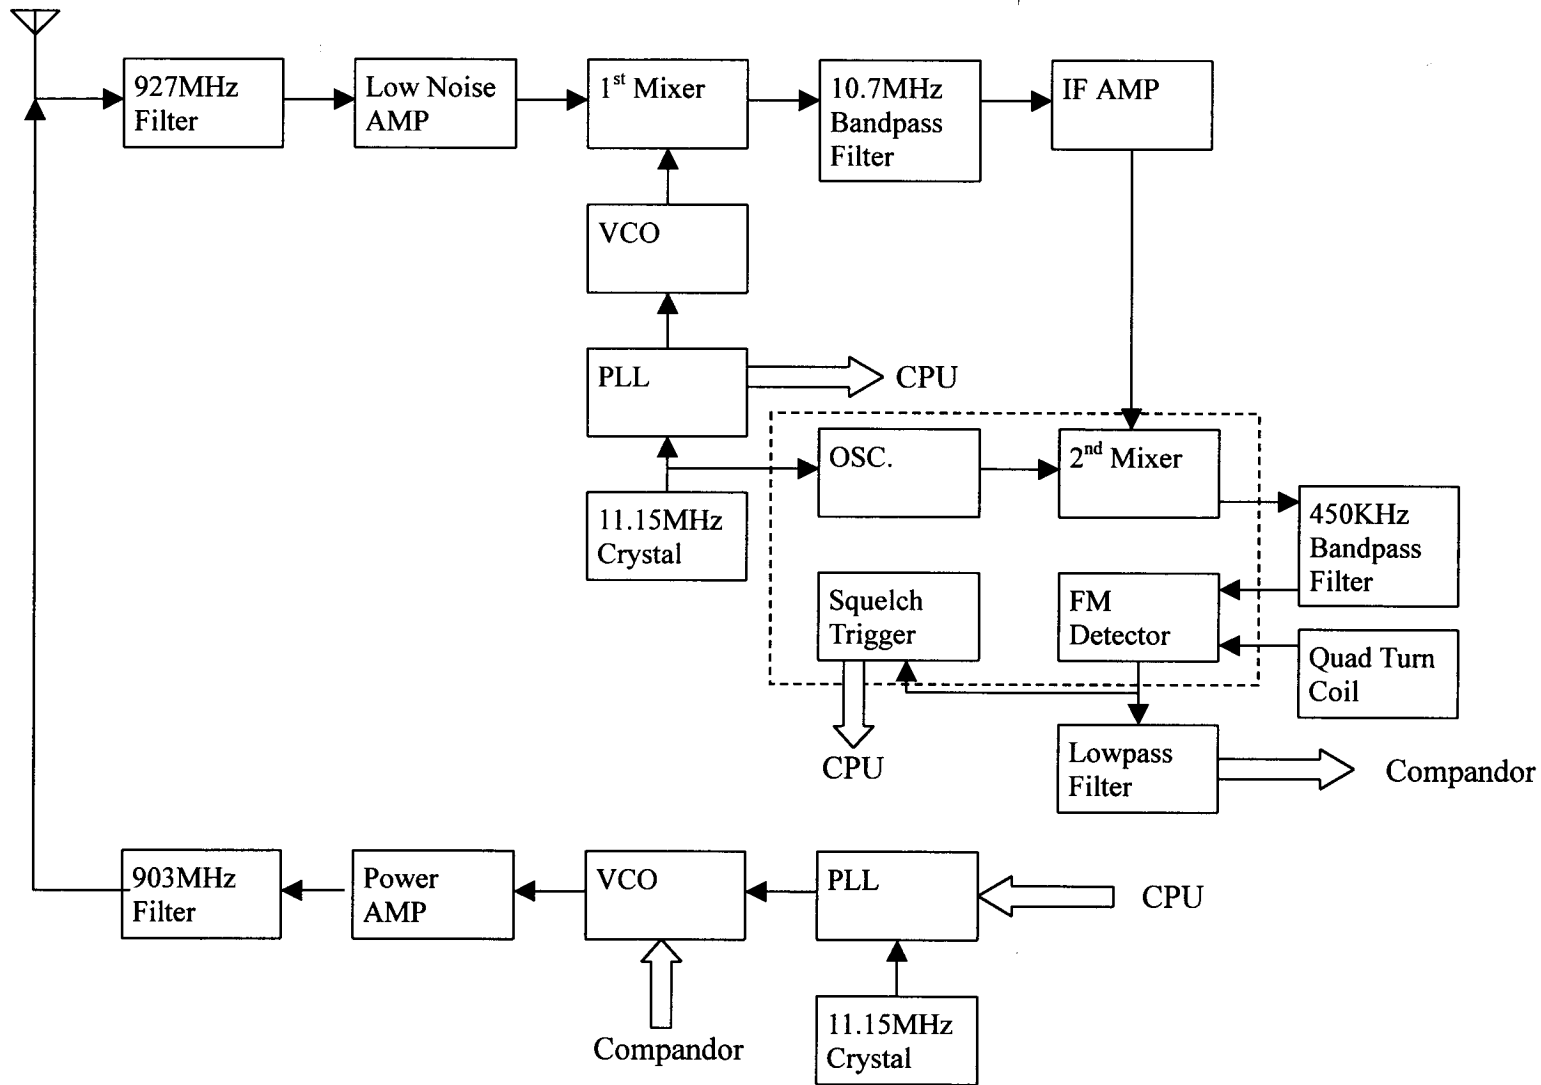 927MHz
Filter
Low Noise
AMP
1st Mixer
10.7MHz
Bandpass
Filter
IF AMP
VCO
PLL
CPU
OSC.
2nd Mixer
11.15MHz
Crystal
450KHz
Bandpass
Filter
Squelch
Trigger
FM
Detector
Quad Turn
Coil
CPU
Lowpass
Filter
Compandor
903MHz
Filter
Power
AMP
VCO
PLL
CPU
Compandor
11.15MHz
Crystal